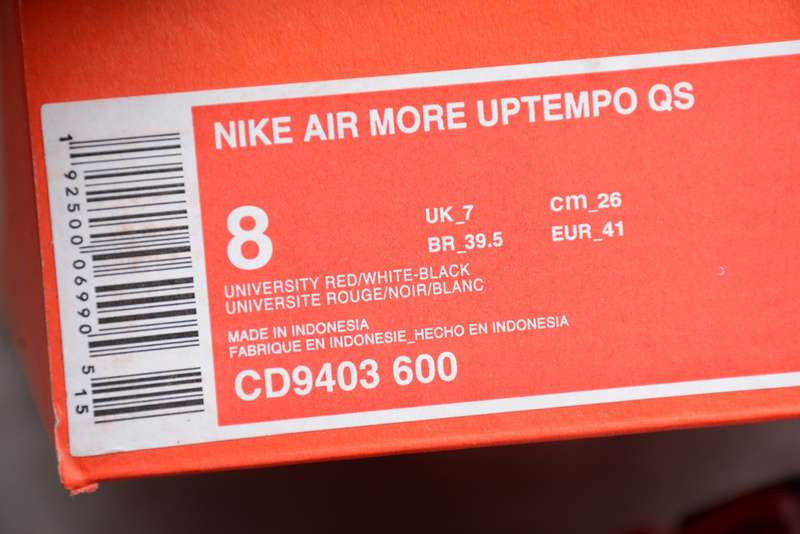 NIKE AIR MORE UPTEMPO QS
8
UK_7
cm_26
BR_39.5
EUR_41
UNIVERSITY RED/WHITE-BLACK
UNIVERSITE ROUGE/NOIR/BLANC
MADE IN INDONESIA
FABRIQUE EN INDONESIE_HECHO EN INDONESIA
CD9403 600
1 92500 06990 5 15